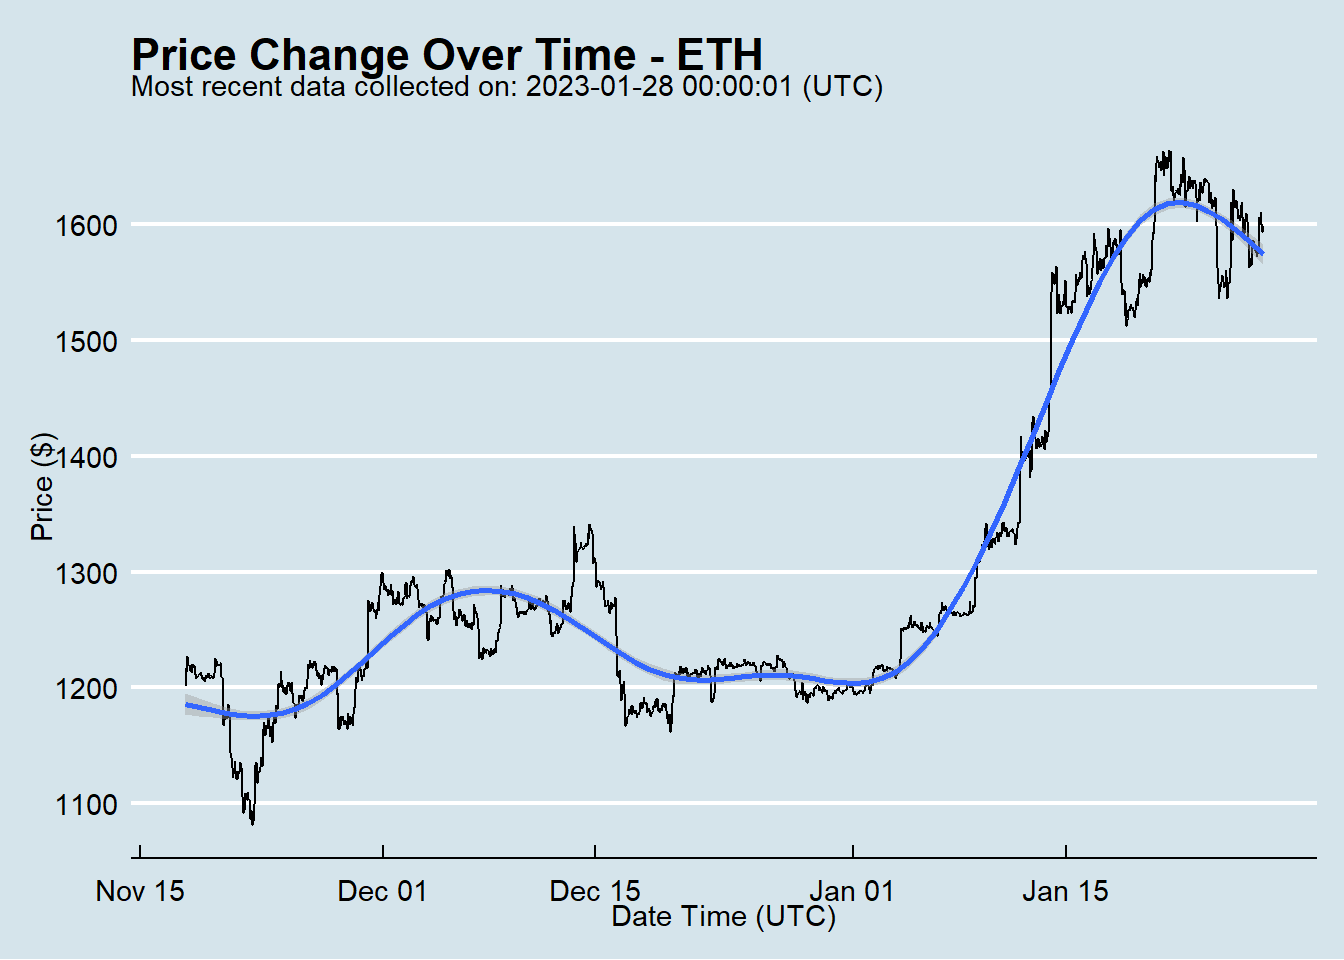 Price Change Over Time - ETH
Most recent data collected on: 2023-01-28 00:00:01 (UTC)
Price ($)
1600
1500
1400
1300
1200
1100
Nov 15 Dec 01 Dec 15 Jan 01 Jan 15
Date Time (UTC)